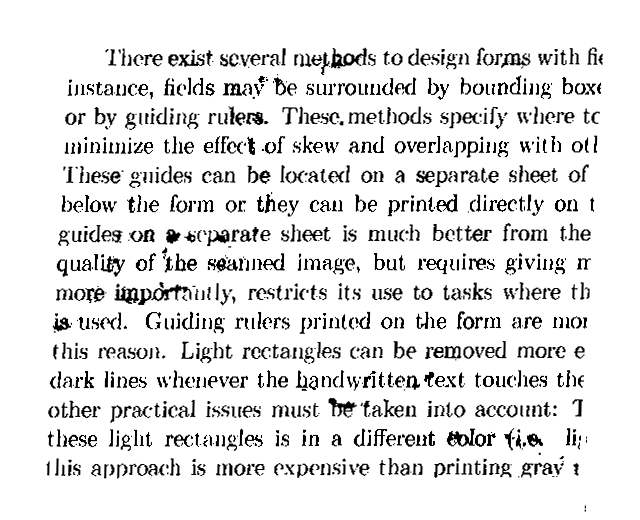 There exist several methods to design forms with fie
instance, fields may be surrounded by bounding boxe
or by guiding rulers. These methods specify where to
minimize the effect of skew and overlapping with oth
These guides can be located on a separate sheet of
below the form or they can be printed directly on t
guides on a separate sheet is much better from the
quality of the scanned image, but requires giving m
more importantly, restricts its use to tasks where th
is used. Guiding rulers printed on the form are mor
this reason. Light rectangles can be removed more e
dark lines whenever the handwritten text touches the
other practical issues must be taken into account: T
these light rectangles is in a different color (i.e. lig
this approach is more expensive than printing gray t